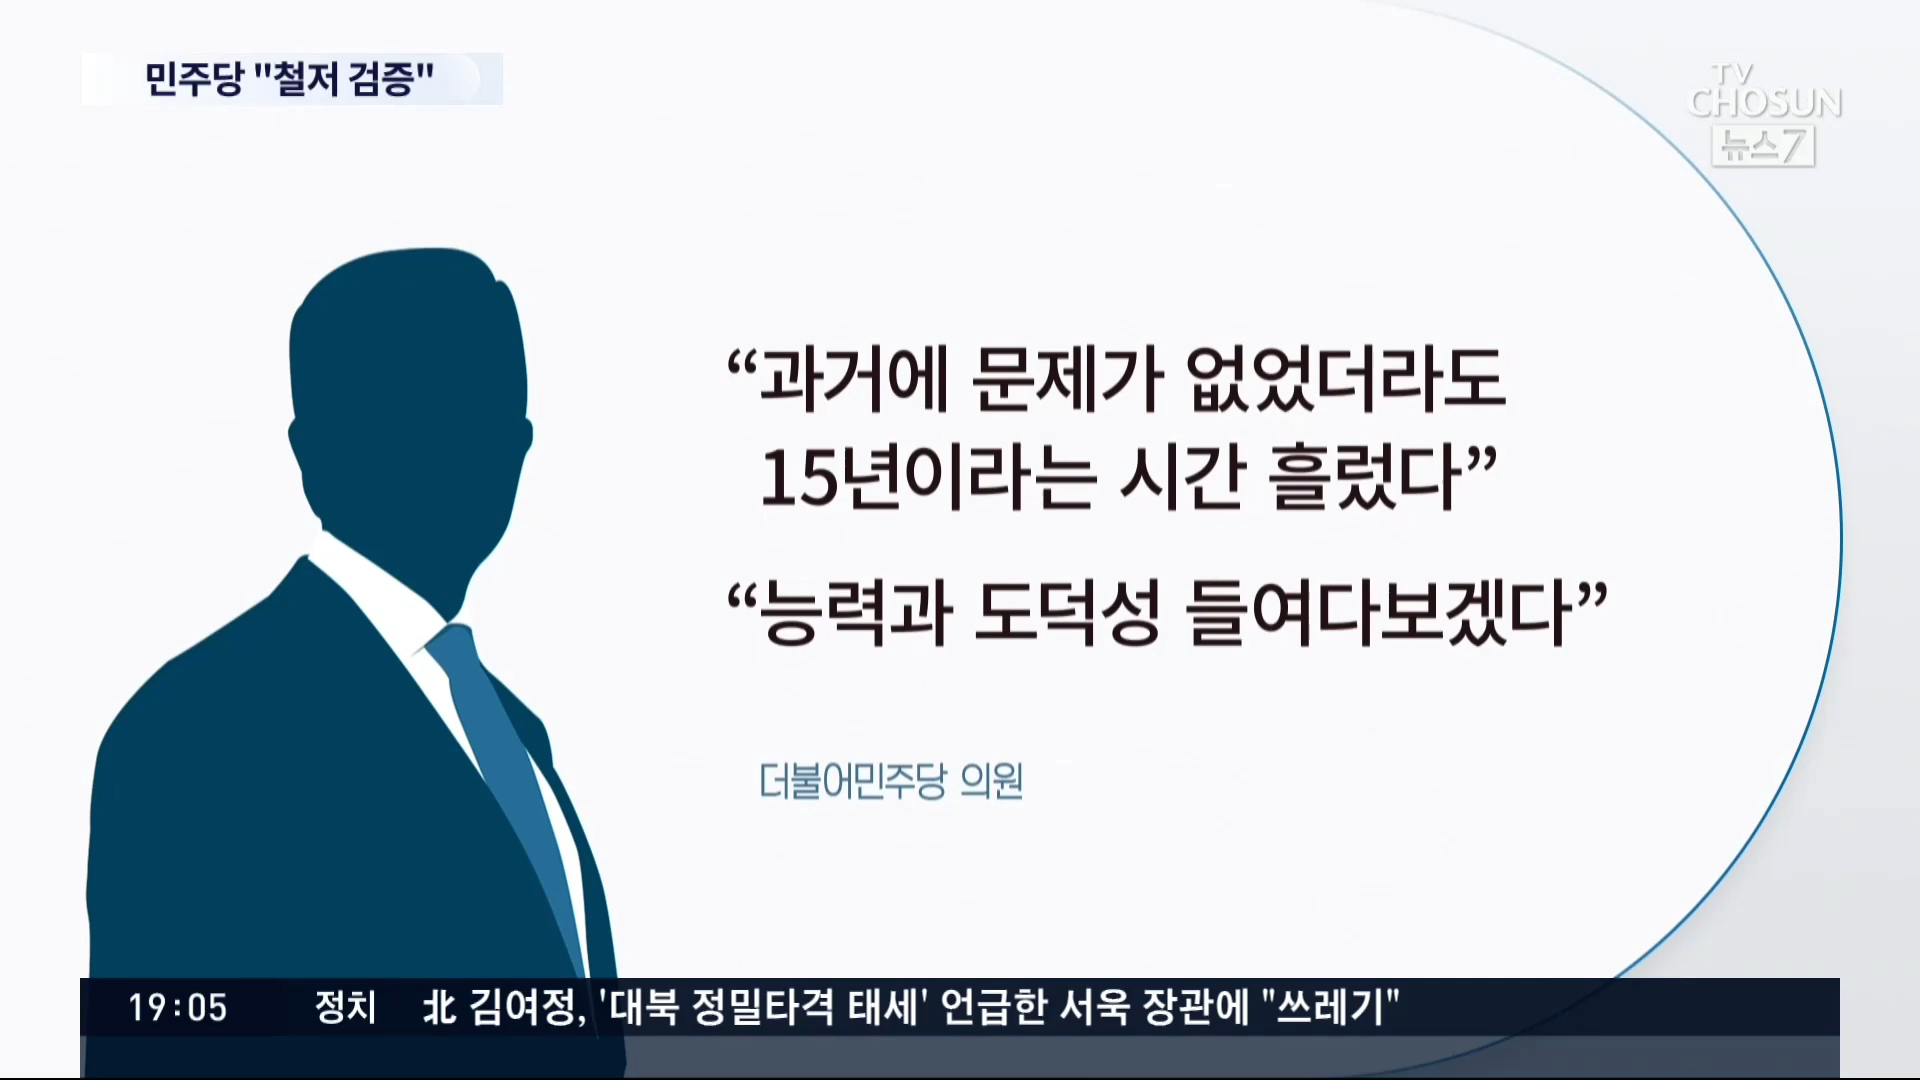 민주당 "철저 검증"
TV
CHOSUN
뉴스7
“과거에 문제가 없었더라도
15년이라는 시간 흘렀다”
“능력과 도덕성 들여다보겠다”
더불어민주당 의원
19:05 정치 北 김여정, '대북 정밀타격 태세' 언급한 서욱 장관에 "쓰레기"